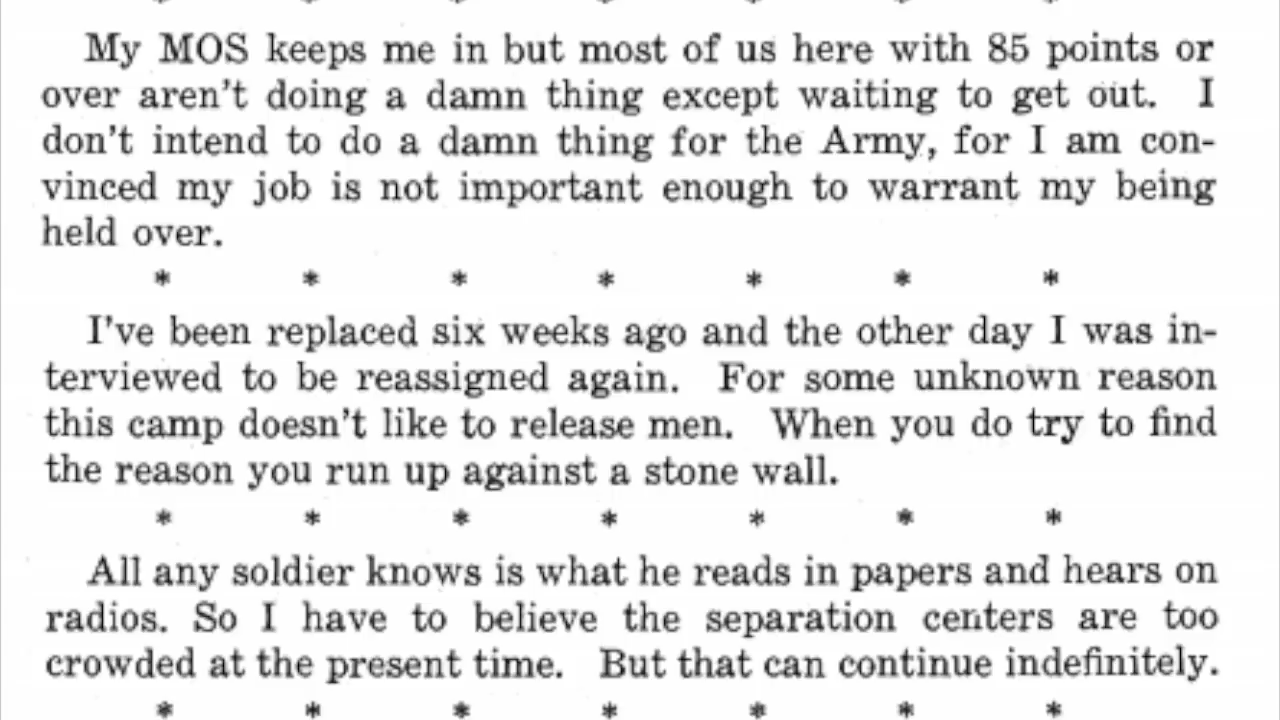 * * * * * * *
My MOS keeps me in but most of us here with 85 points or
over aren't doing a damn thing except waiting to get out. I
don't intend to do a damn thing for the Army, for I am con-
vinced my job is not important enough to warrant my being
held over.
* * * * * * *
I've been replaced six weeks ago and the other day I was in-
terviewed to be reassigned again. For some unknown reason
this camp doesn't like to release men. When you do try to find
the reason you run up against a stone wall.
* * * * * * *
All any soldier knows is what he reads in papers and hears on
radios. So I have to believe the separation centers are too
crowded at the present time. But that can continue indefinitely.
* * * * * * *